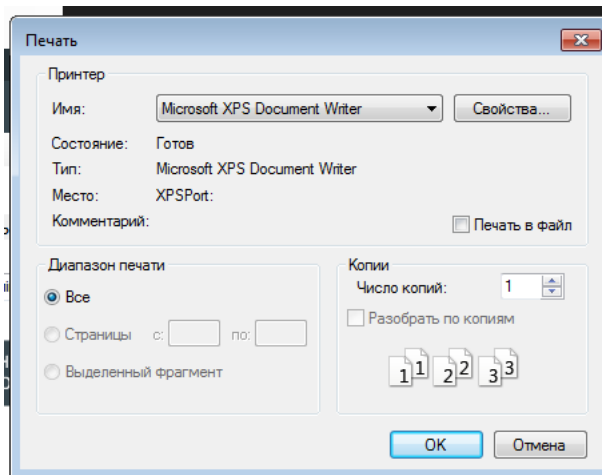 Печать
Принтер
Имя: Microsoft XPS Document Writer Свойства...
Состояние: Готов
Тип: Microsoft XPS Document Writer
Место: XPSPort:
Комментарий: Печать в файл
Диапазон печати
Все
Страницы с: по:
Выделенный фрагмент
Копии
Число копий: 1
Разобрать по копиям
1 1 2 2 3 3
OK Отмена